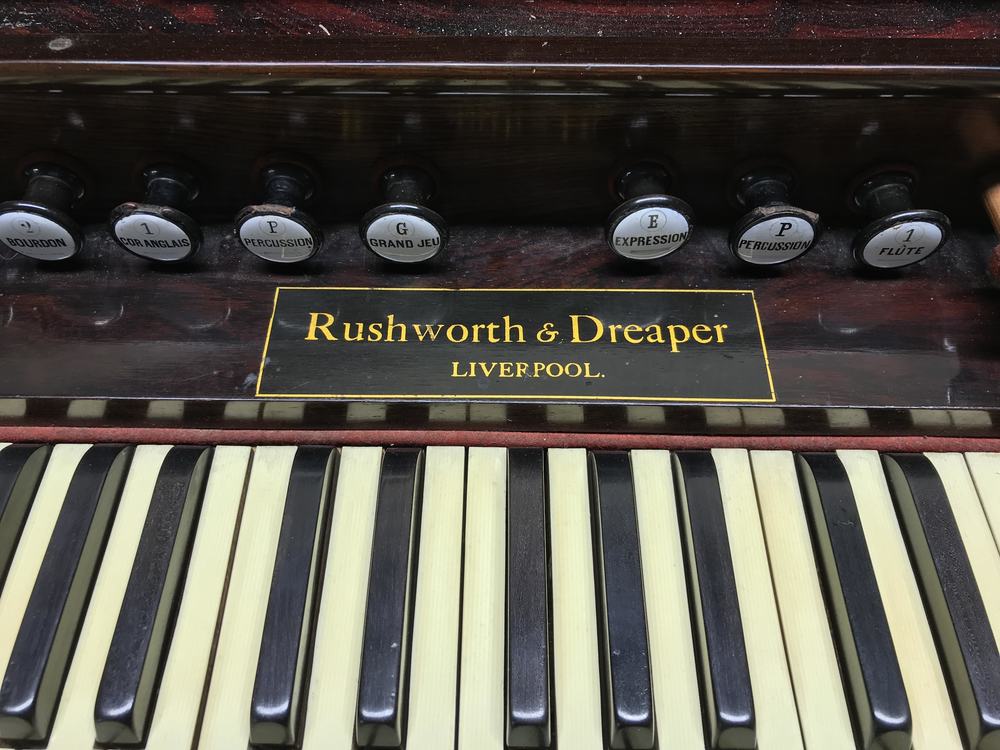 2
BOURDON
1
COR ANGLAIS
P
PERCUSSION
G
GRAND JEU
E
EXPRESSION
P
PERCUSSION
1
FLÛTE
Rushworth & Dreaper
LIVERPOOL.